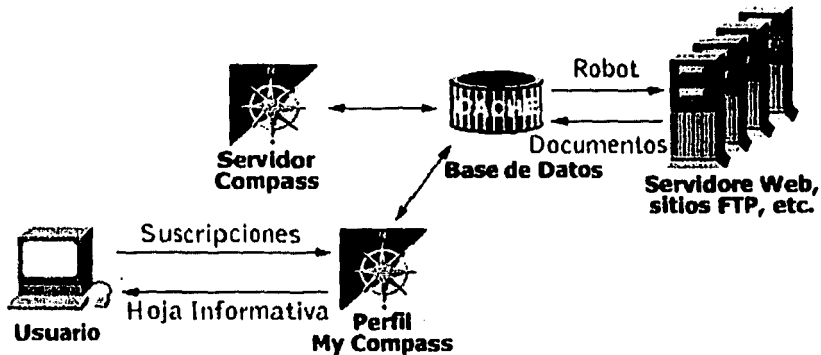 Robot
CACHE
Documentos
Servidor
Compass
Base de Datos
Servidore Web,
sitios FTP, etc.
Suscripciones
Hoja Informativa
Usuario
Perfil
My Compass